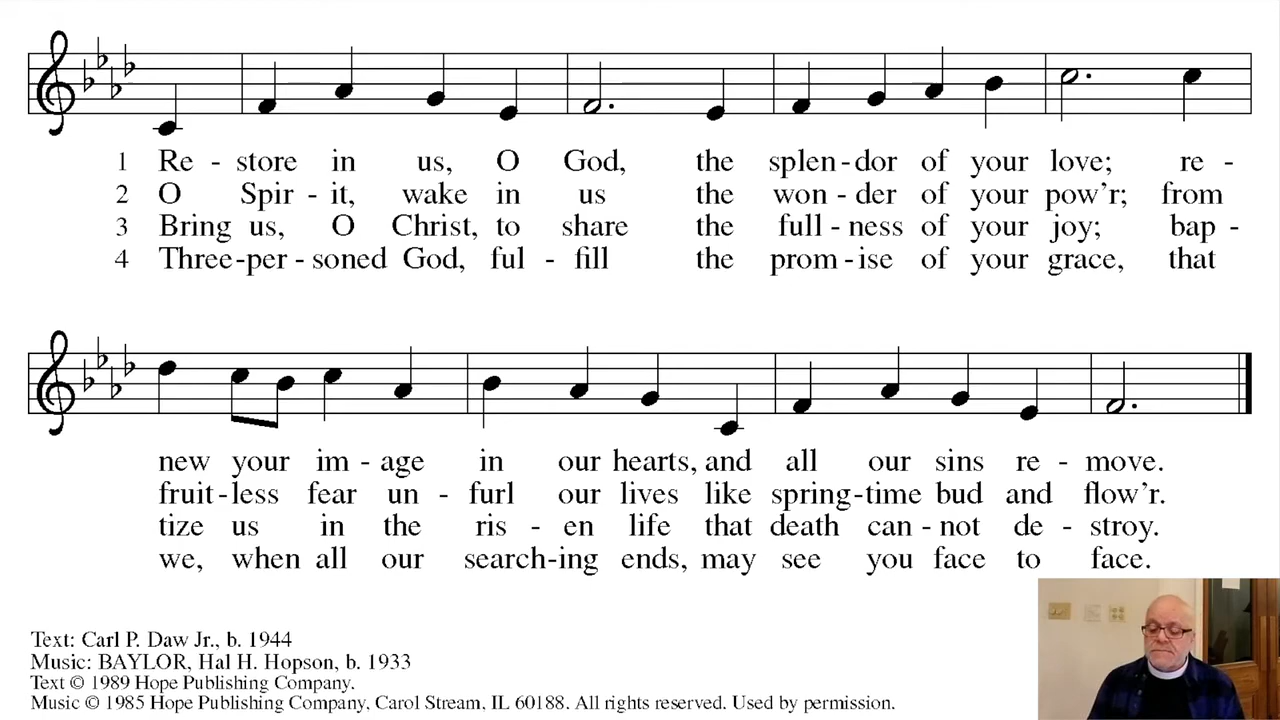 1 Re - store in us, O God, the splen - dor of your love; re -
2 O Spir - it, wake in us the won - der of your pow'r; from
3 Bring us, O Christ, to share the full - ness of your joy; bap -
4 Three - per - soned God, ful - fill the prom - ise of your grace, that
new your im - age in our hearts, and all our sins re - move.
fruit - less fear un - furl our lives like spring - time bud and flow'r.
tize us in the ris - en life that death can - not de - stroy.
we, when all our search - ing ends, may see you face to face.
Text: Carl P. Daw Jr., b. 1944
Music: BAYLOR, Hal H. Hopson, b. 1933
Text © 1989 Hope Publishing Company.
Music © 1985 Hope Publishing Company, Carol Stream, IL 60188. All rights reserved. Used by permission.